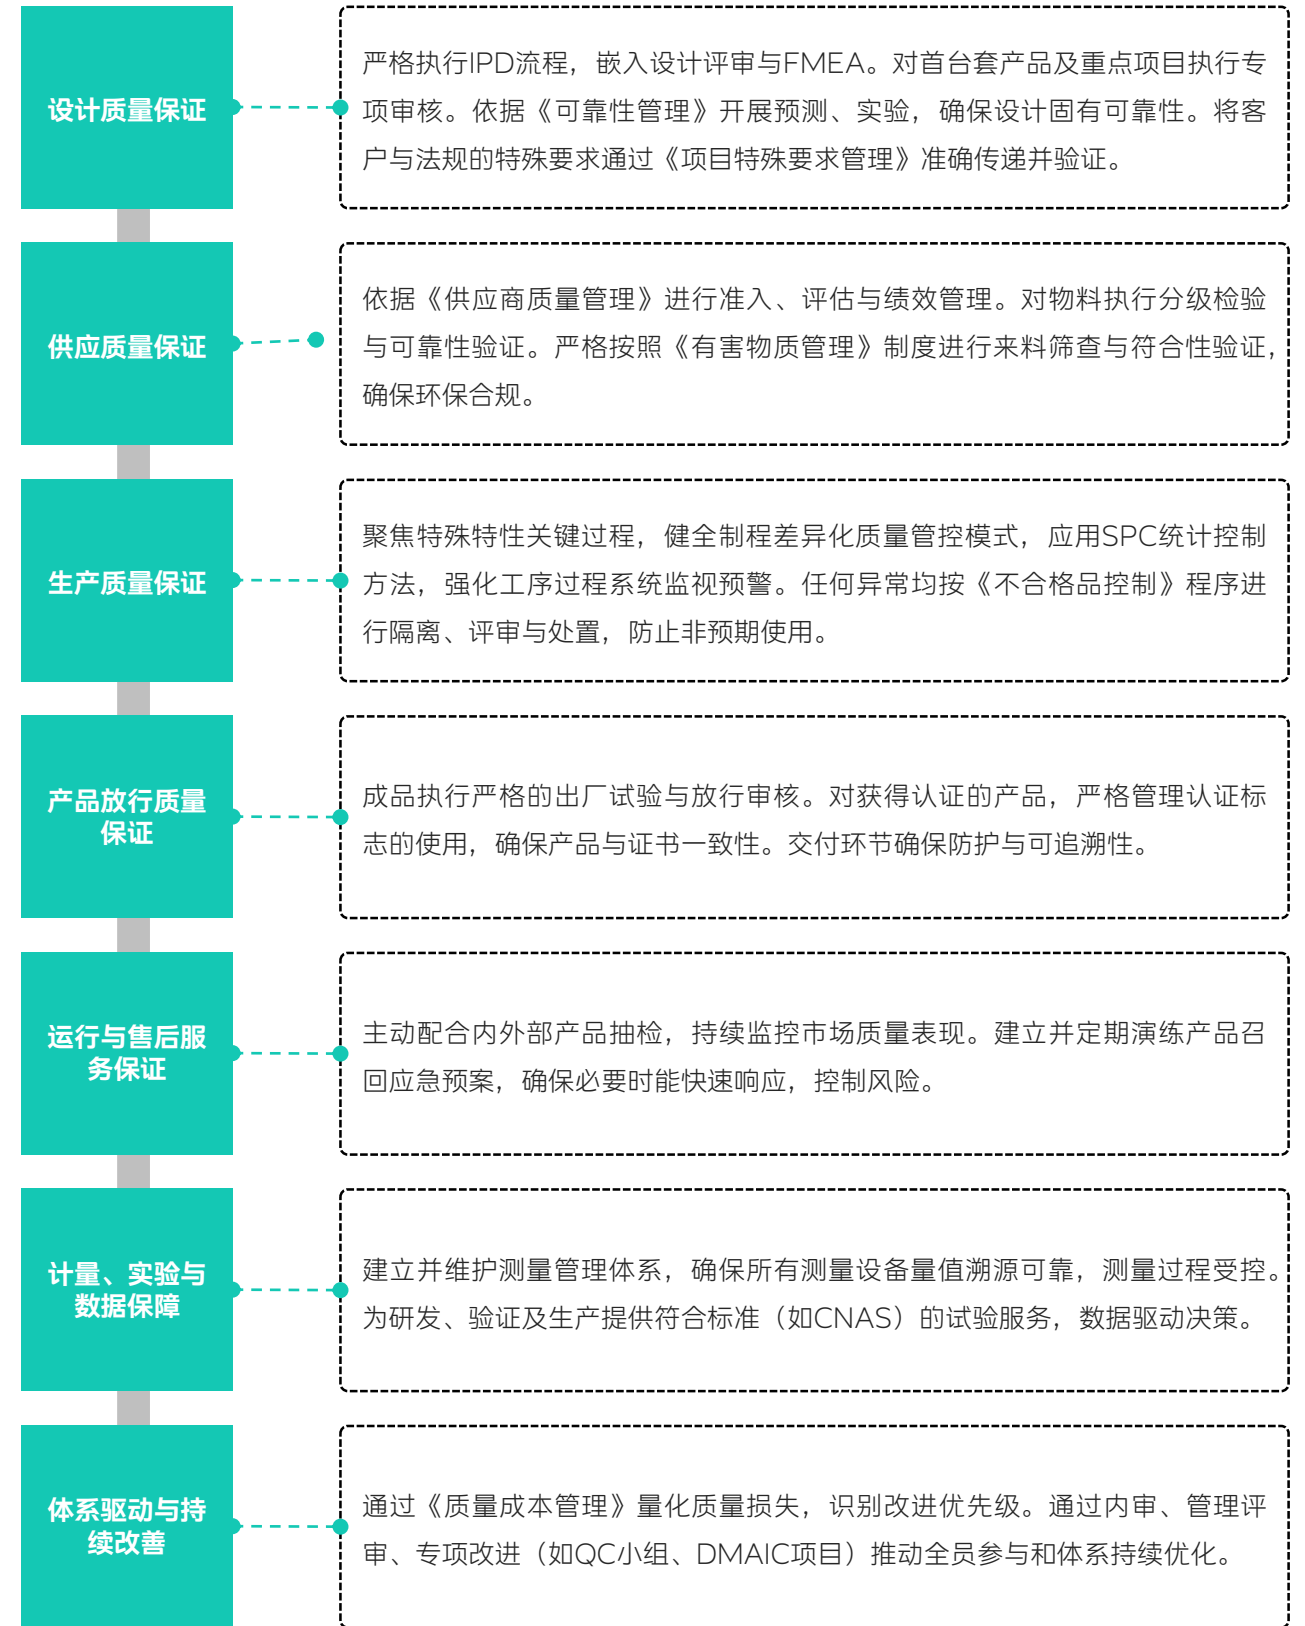 设计质量保证
严格执行IPD流程，嵌入设计评审与FMEA。对首台套产品及重点项目执行专
项审核。依据《可靠性管理》开展预测、实验，确保设计固有可靠性。将客
户与法规的特殊要求通过《项目特殊要求管理》准确传递并验证。
供应质量保证
依据《供应商质量管理》进行准入、评估与绩效管理。对物料执行分级检验
与可靠性验证。严格按照《有害物质管理》制度进行来料筛查与符合性验证，
确保环保合规。
生产质量保证
聚焦特殊特性关键过程，健全制程差异化质量管控模式，应用SPC统计控制
方法，强化工序过程系统监视预警。任何异常均按《不合格品控制》程序进
行隔离、评审与处置，防止非预期使用。
产品放行质量
保证
成品执行严格的出厂试验与放行审核。对获得认证的产品，严格管理认证标
志的使用，确保产品与证书一致性。交付环节确保防护与可追溯性。
运行与售后服
务保证
主动配合内外部产品抽检，持续监控市场质量表现。建立并定期演练产品召
回应急预案，确保必要时能快速响应，控制风险。
计量、实验与
数据保障
建立并维护测量管理体系，确保所有测量设备量值溯源可靠，测量过程受控。
为研发、验证及生产提供符合标准（如CNAS）的试验服务，数据驱动决策。
体系驱动与持
续改善
通过《质量成本管理》量化质量损失，识别改进优先级。通过内审、管理评
审、专项改进（如QC小组、DMAIC项目）推动全员参与和体系持续优化。